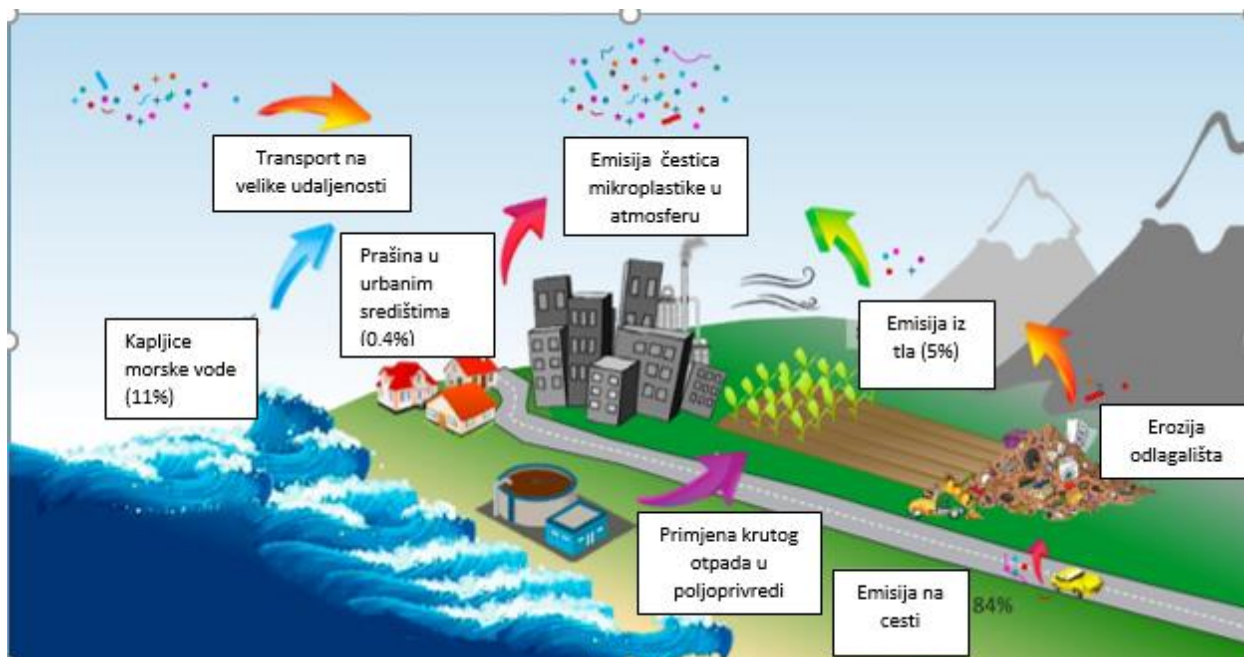 Transport na
velike udaljenosti
Emisija čestica
mikroplastike u
atmosferu
Prašina u
urbanim
središtima
(0.4%)
Kapljice
morske vode
(11%)
Emisija iz
tla (5%)
Erozija
odlagališta
Primjena krutog
otpada u
poljoprivredi
Emisija na
cesti
84%